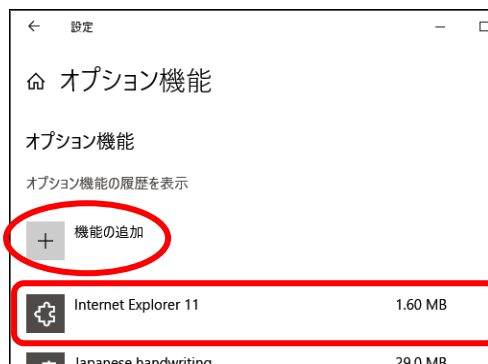 設定
オプション機能
オプション機能
オプション機能の履歴を表示
機能の追加
Internet Explorer 11 1.60 MB
Japanese handwriting 29.0 MB